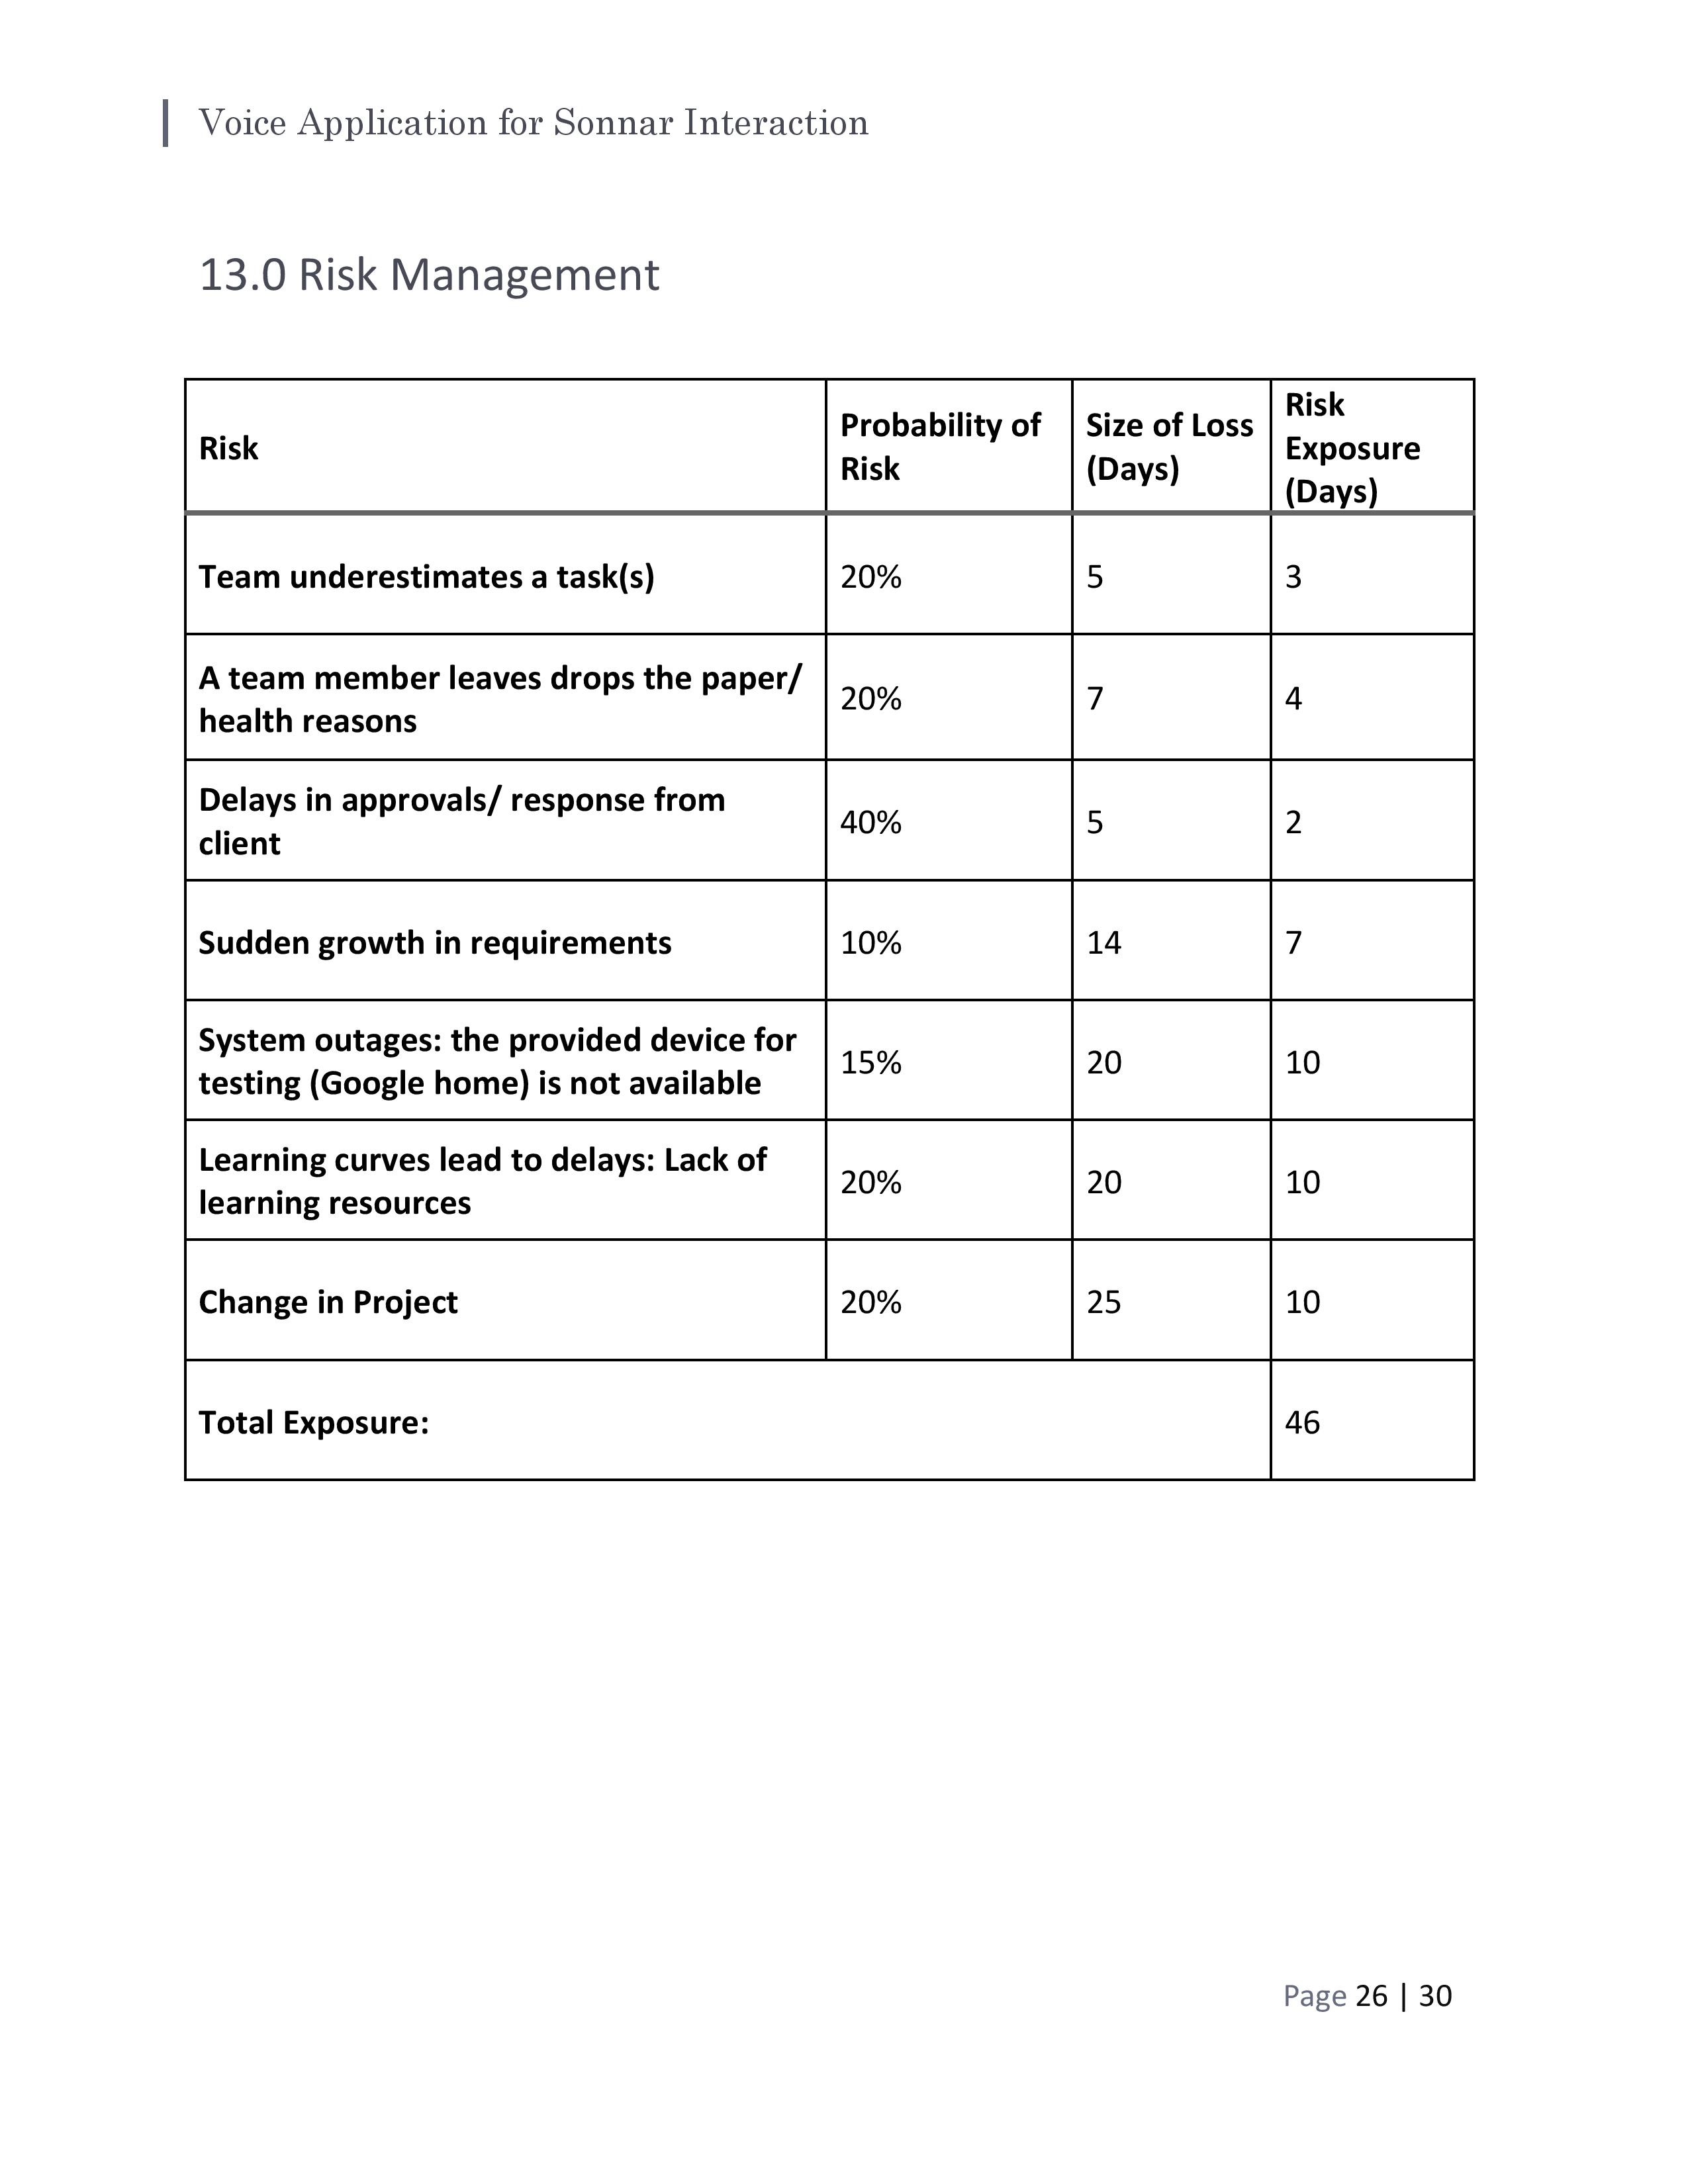 Voice Application for Sonnar Interaction
13.0 Risk Management
Risk
Probability of
Risk
Size of Loss
(Days)
Risk
Exposure
(Days)
Team underestimates a task(s)
20%
5
3
A team member leaves drops the paper/
health reasons
20%
7
4
Delays in approvals/ response from
client
40%
5
2
Sudden growth in requirements
10%
14
7
System outages: the provided device for
testing (Google home) is not available
15%
20
10
Learning curves lead to delays: Lack of
learning resources
20%
20
10
Change in Project
20%
25
10
Total Exposure:
46
Page 26 | 30